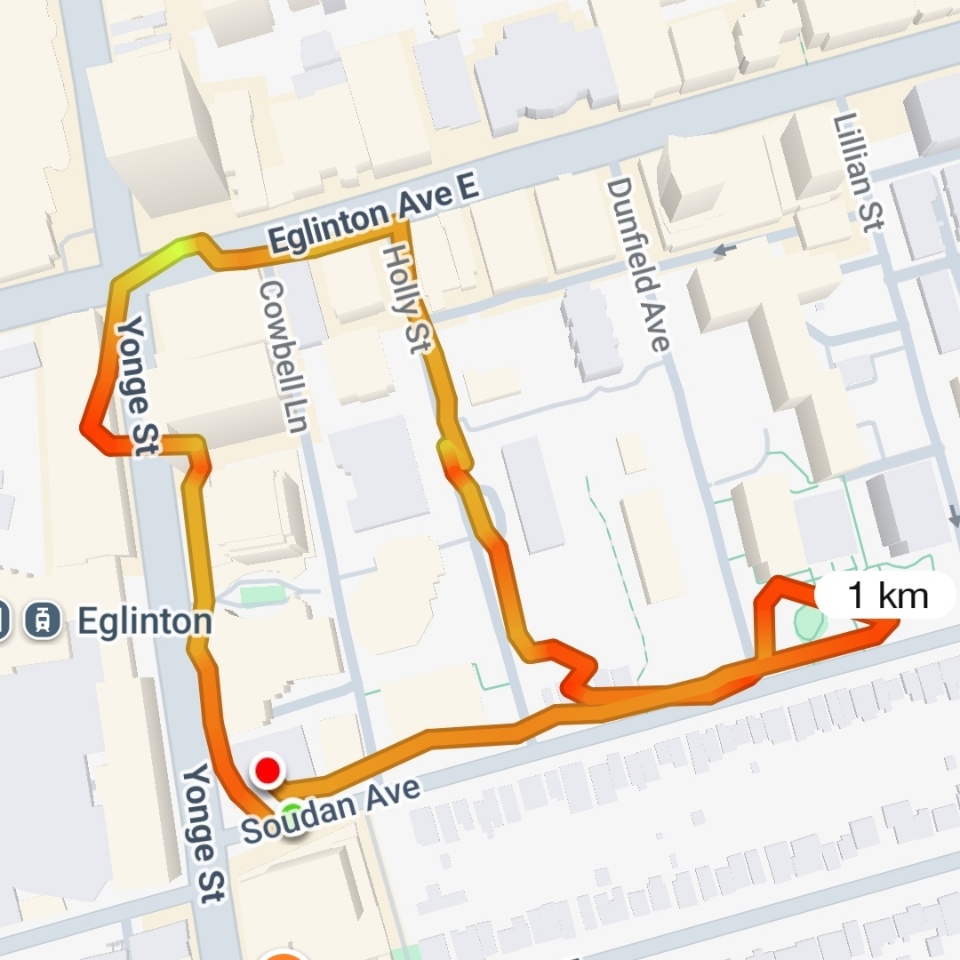 Lillian St
Eglinton Ave E
Dunfield Ave
Holly St
Cowbell Ln
Yonge St
1 km
Eglinton
Soudan Ave
Yonge St